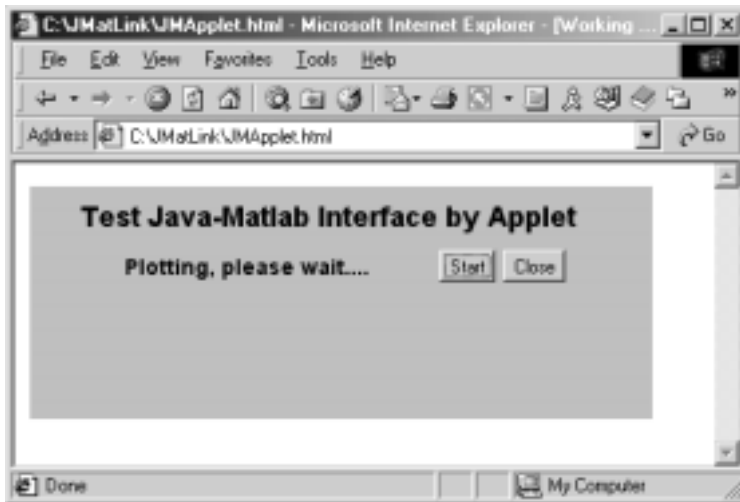 C:\JMatLink\JMApplet.html - Microsoft Internet Explorer - [Working ...
File Edit View Favorites Tools Help
Address C:\JMatLink\JMApplet.html Go
Test Java-Matlab Interface by Applet
Plotting, please wait.... Start Close
Done My Computer